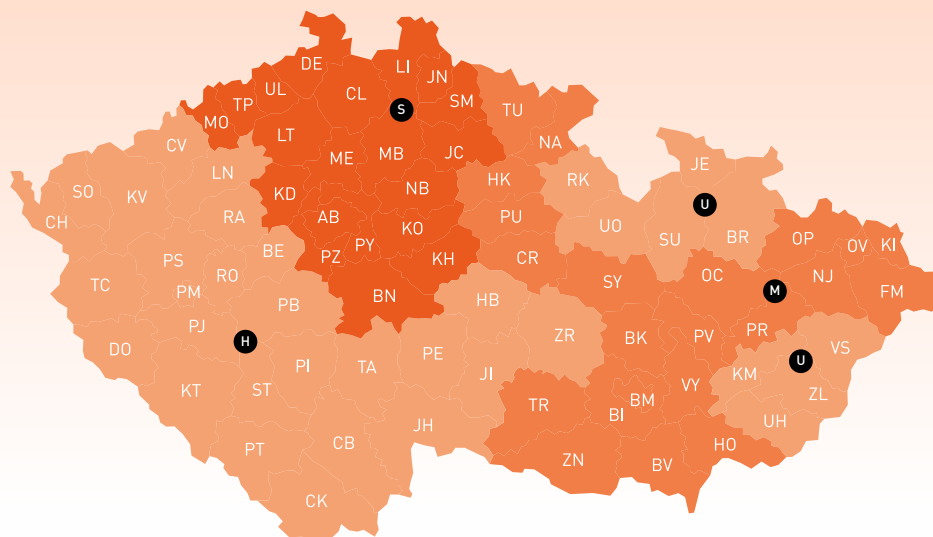 DE
LI
JN
UL
CL
SM
TP
S
TU
MO
LT
NA
CV
ME
MB
JC
JE
LN
HK
RK
SO
KV
KD
NB
U
CH
RA
AB
PU
UO
KO
SU
BR
OP
OV
KI
BE
PZ
PY
KH
CR
PS
RO
OC
NJ
TC
PM
BN
SY
M
FM
PB
HB
PJ
ZR
BK
PV
PR
H
DO
PE
VS
U
PI
TA
JI
KM
KT
ST
VY
ZL
TR
BI
BM
JH
UH
PT
CB
HO
ZN
BV
CK